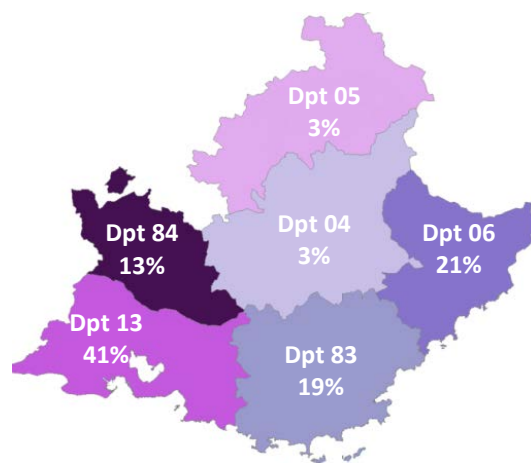 Dpt 05
3%
Dpt 84
13%
Dpt 04
3%
Dpt 06
21%
Dpt 13
41%
Dpt 83
19%